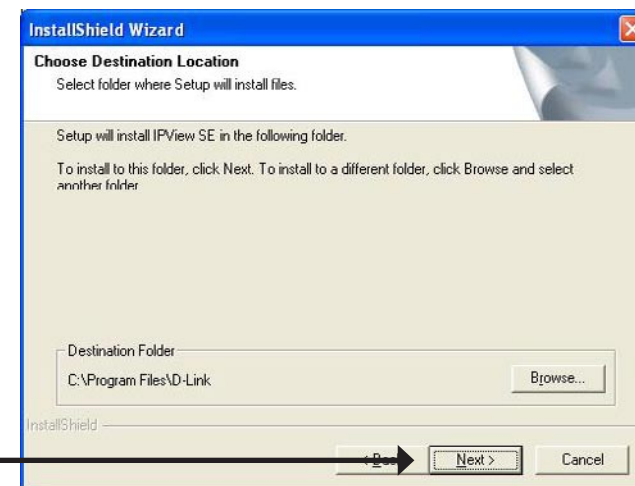 InstallShield Wizard
Choose Destination Location
Select folder where Setup will install files.
Setup will install IPView SE in the following folder.
To install to this folder, click Next. To install to a different folder, click Browse and select
another folder
Destination Folder
C:\Program Files\D-Link
Browse...
InstallShield
Next >
Cancel